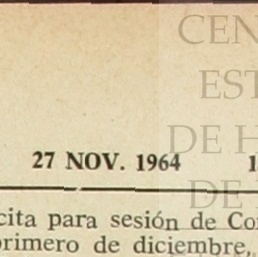 CEN
EST
DE H
27 NOV. 1964
DE
cita para sesión de Co
primero de diciembre,